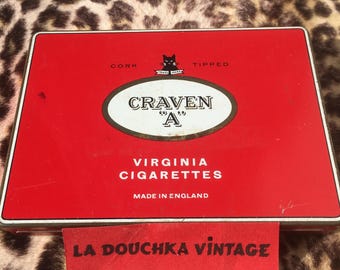 CORK TIPPED
CRAVEN
"A"
VIRGINIA
CIGARETTES
MADE IN ENGLAND
LA DOUCHKA VINTAGE